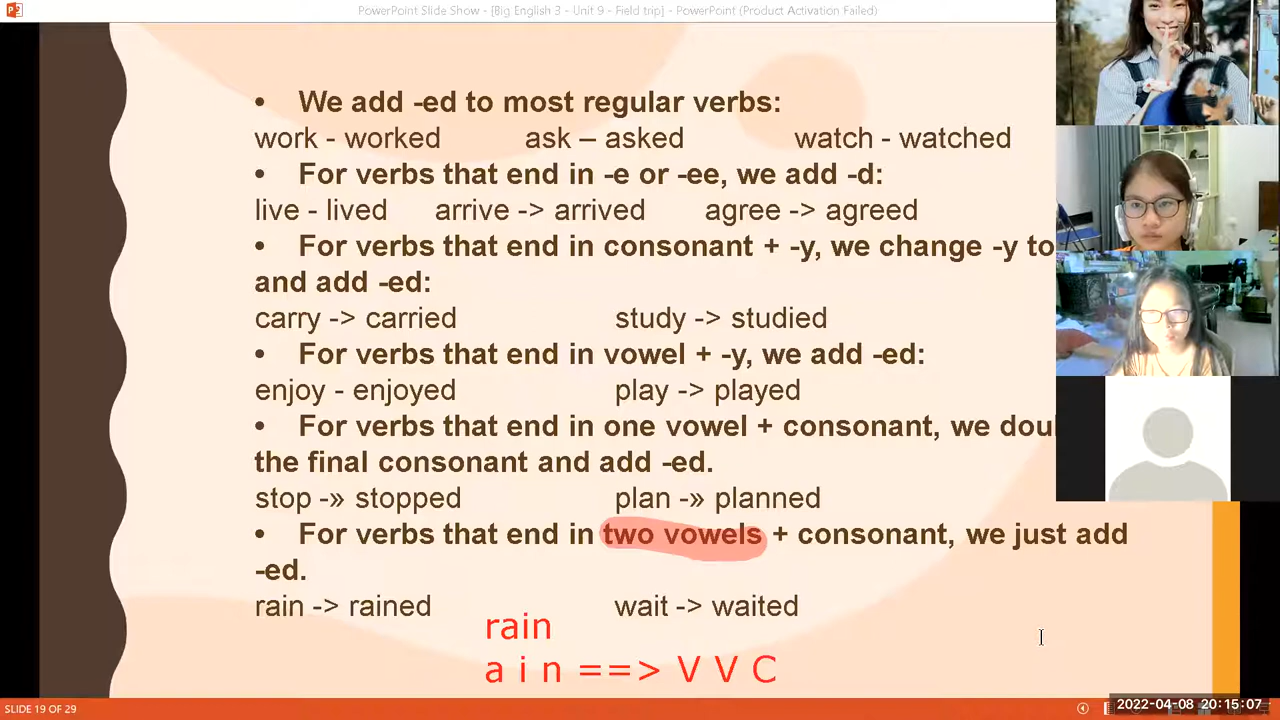 PowerPoint Slide Show - [Big English 3 - Unit 9 - Field trip] - PowerPoint (Product Activation Failed)
• We add -ed to most regular verbs:
work - worked ask – asked watch - watched
• For verbs that end in -e or -ee, we add -d:
live - lived arrive -> arrived agree -> agreed
• For verbs that end in consonant + -y, we change -y to
and add -ed:
carry -> carried study -> studied
• For verbs that end in vowel + -y, we add -ed:
enjoy - enjoyed play -> played
• For verbs that end in one vowel + consonant, we
the final consonant and add -ed.
stop -» stopped plan -» planned
• For verbs that end in two vowels + consonant, we just add
-ed.
rain -> rained wait -> waited
rain
a i n ==> V V C
SLIDE 19 OF 29
2022-04-08 20:15:07